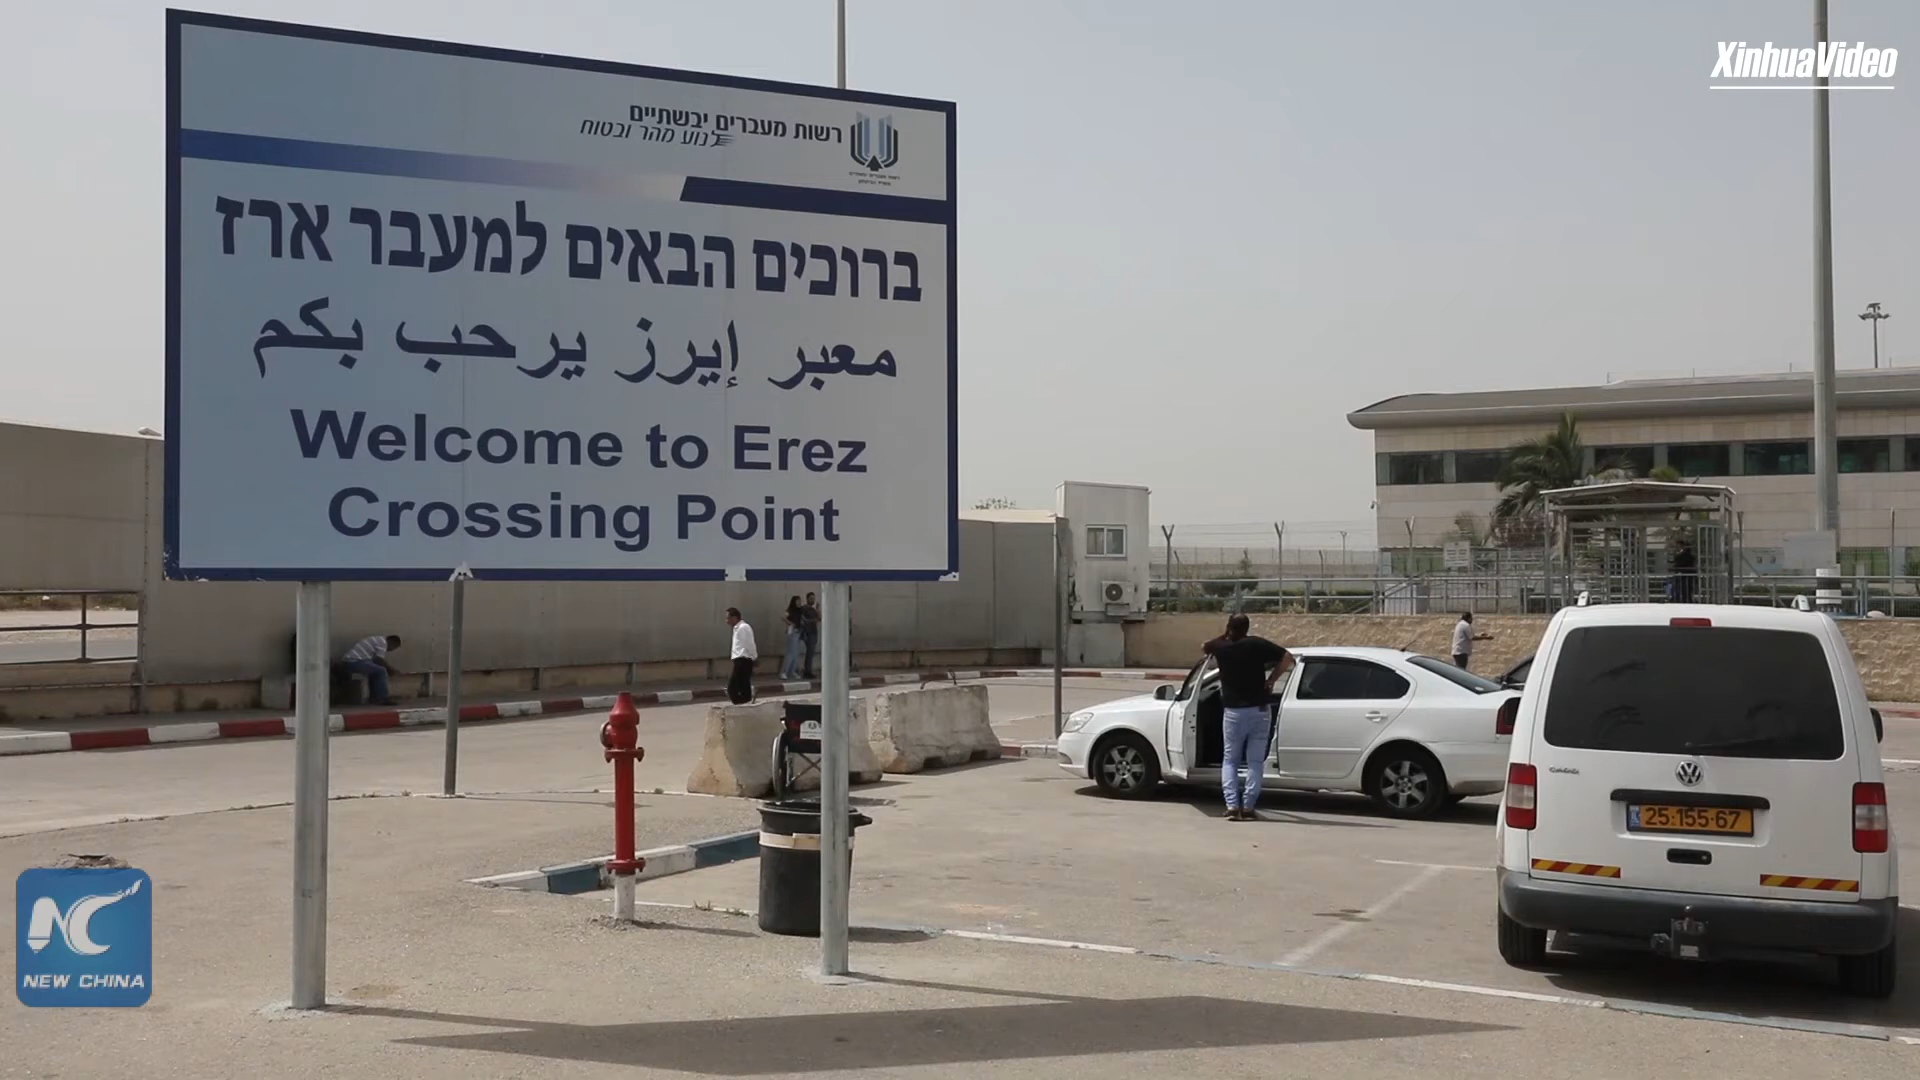 XinhuaVideo
רשות מעברים יבשתיים
לנוע מהר ובטוח
ברוכים הבאים למעבר ארז
معبر إيرز يرحب بكم
Welcome to Erez
Crossing Point
25·155·67
NC
NEW CHINA